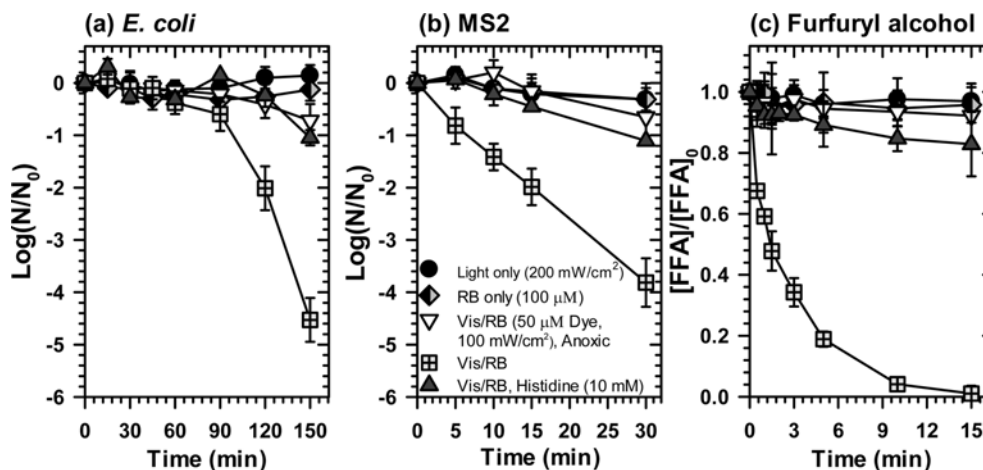 (a) E. coli
(b) MS2
(c) Furfuryl alcohol
Log(N/N0)
0
-1
-2
-3
-4
-5
-6
0 30 60 90 120 150
Time (min)
Log(N/N0)
0
-1
-2
-3
-4
-5
-6
Light only (200 mW/cm²)
RB only (100 μM)
Vis/RB (50 μM Dye,
100 mW/cm²), Anoxic
Vis/RB
Vis/RB, Histidine (10 mM)
0 5 10 15 20 25 30
Time (min)
[FFA]/[FFA]0
1.0
0.8
0.6
0.4
0.2
0.0
0 3 6 9 12 15
Time (min)